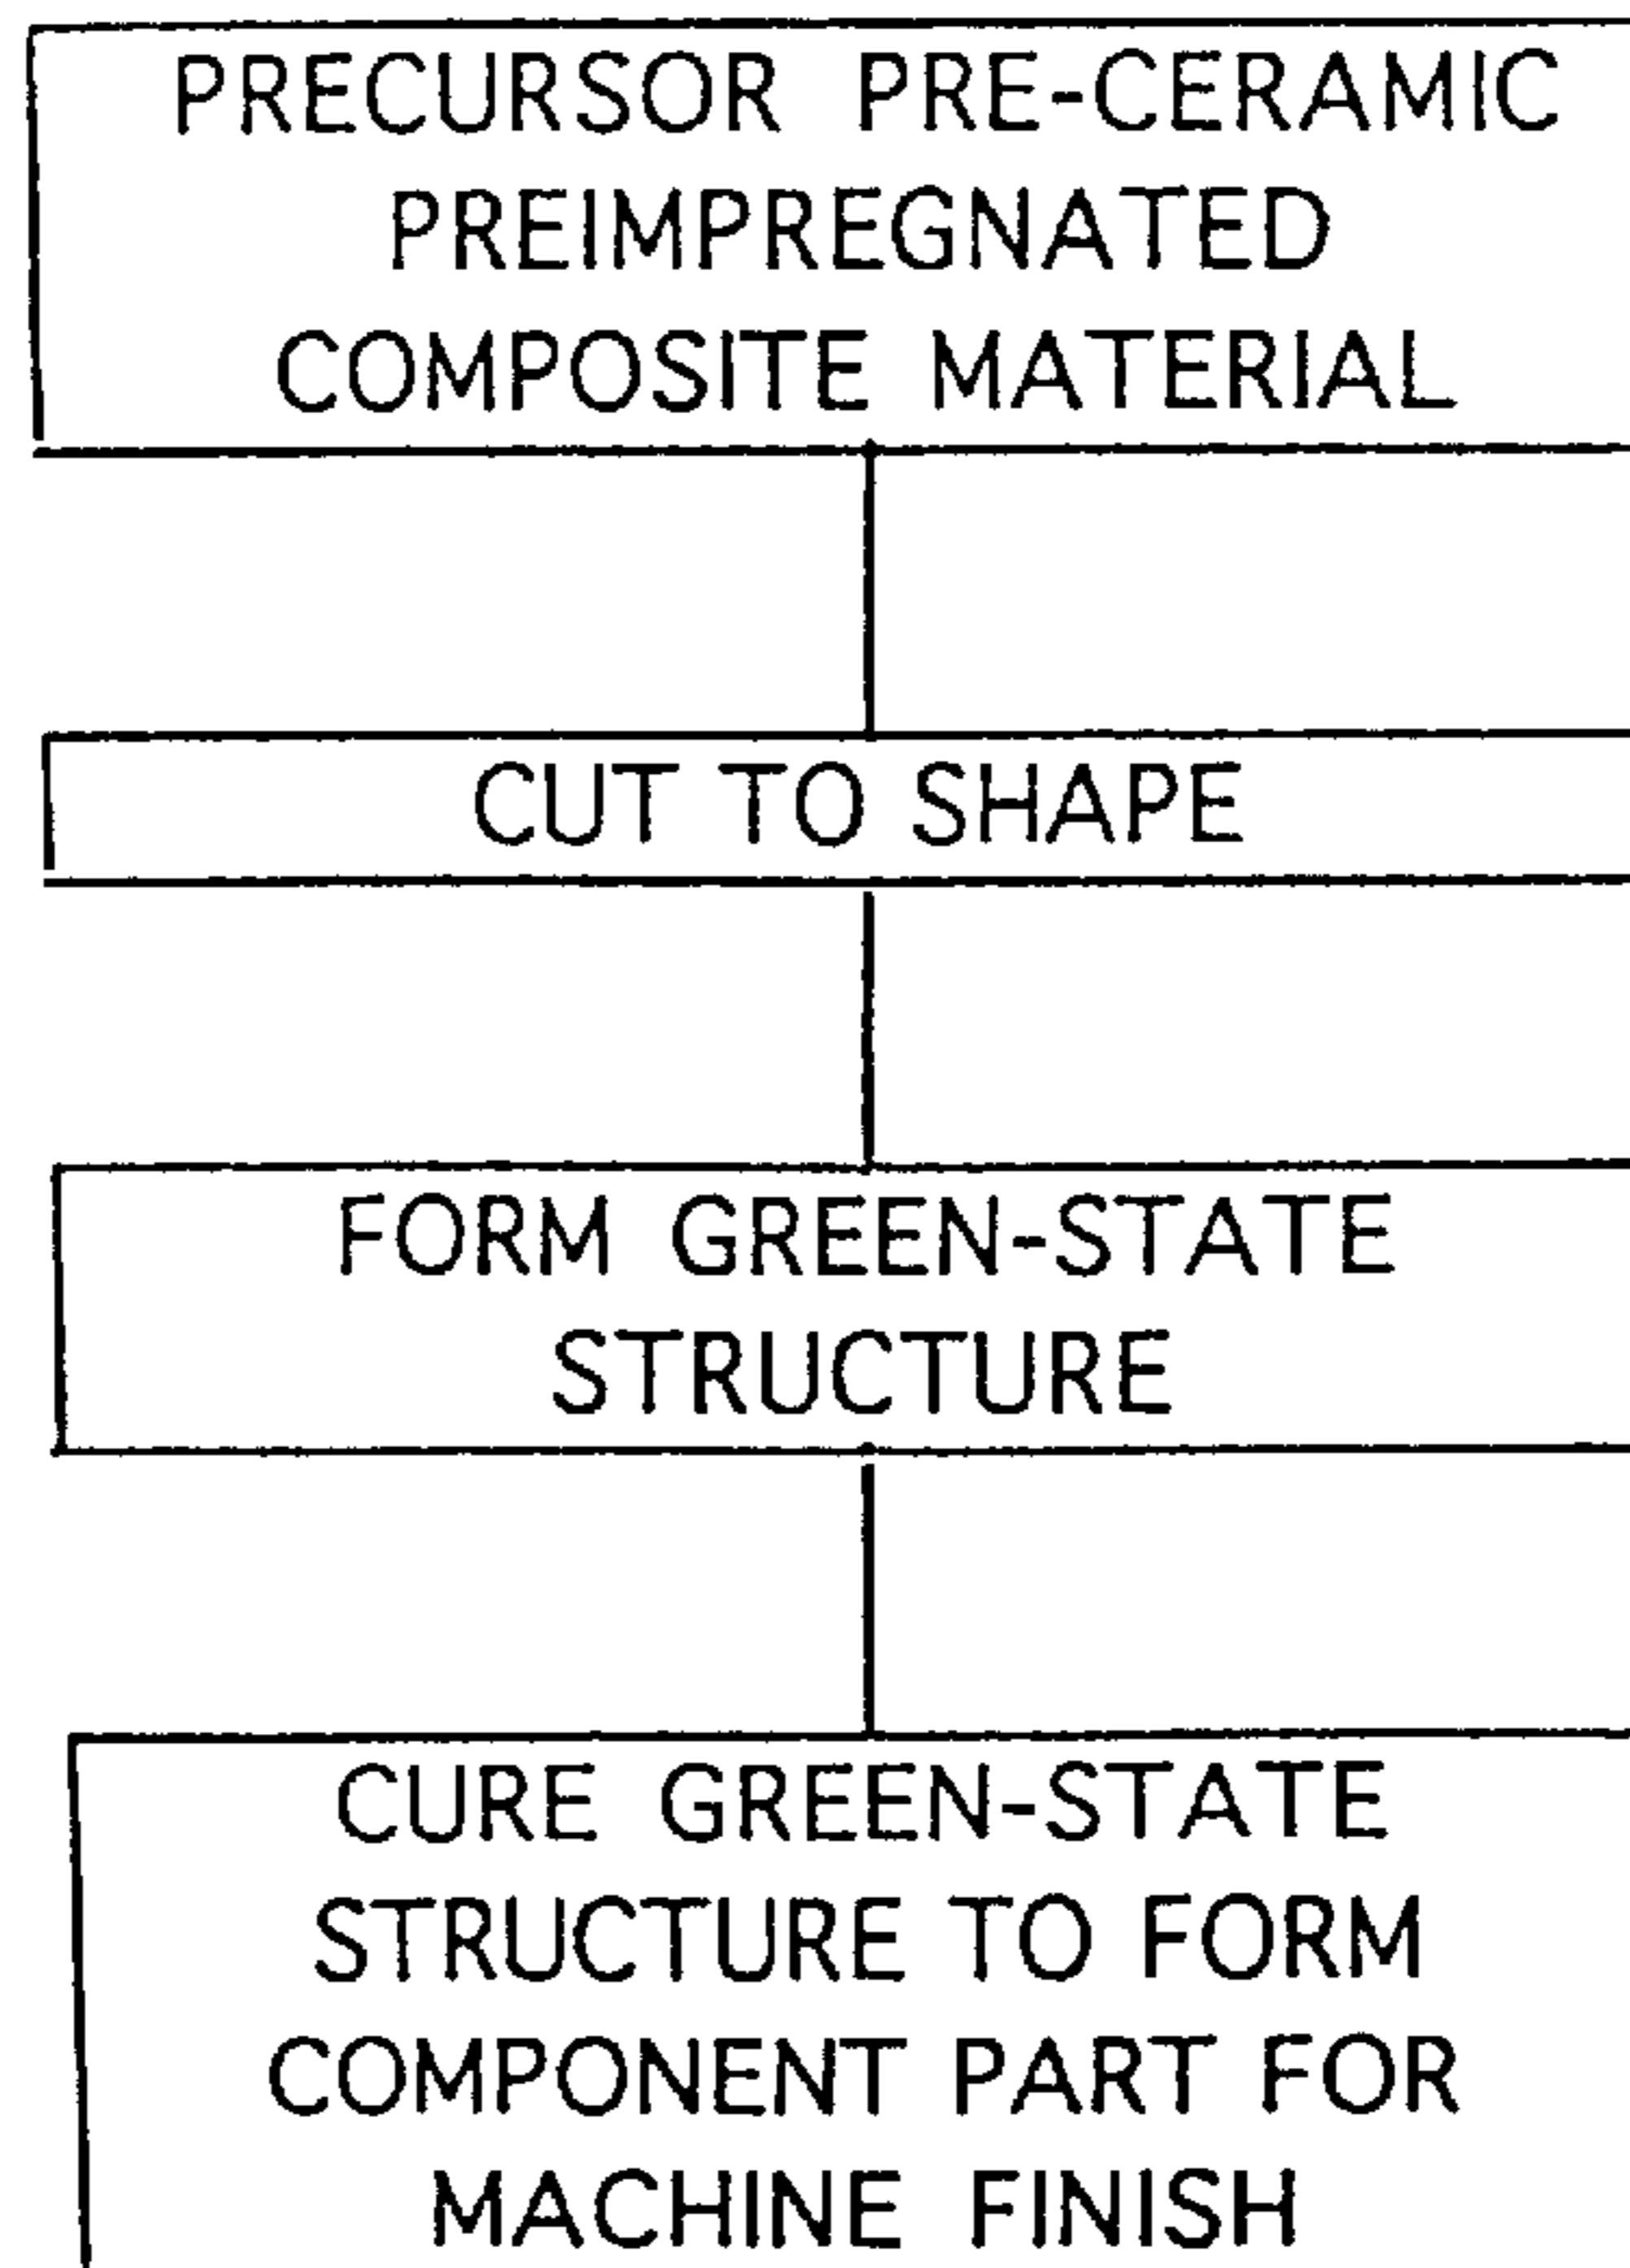 PRECURSOR PRE-CERAMIC
PREIMPREGNATED
COMPOSITE MATERIAL
CUT TO SHAPE
FORM GREEN-STATE
STRUCTURE
CURE GREEN-STATE
STRUCTURE TO FORM
COMPONENT PART FOR
MACHINE FINISH